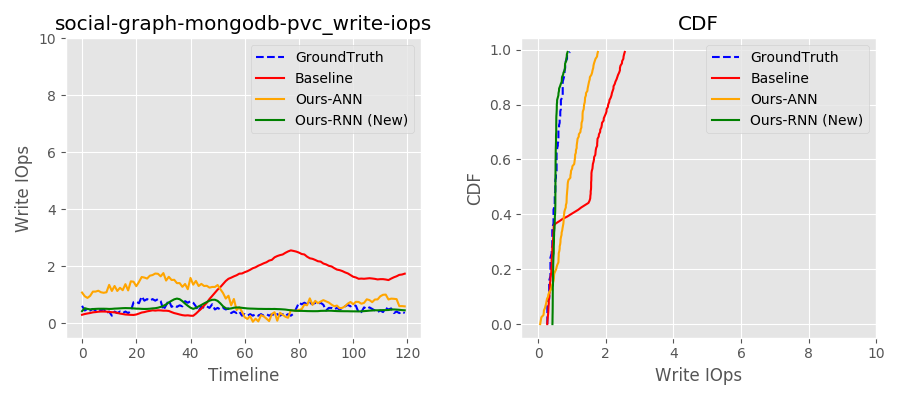 social-graph-mongodb-pvc_write-iops
Write IOps
10
8
6
4
2
0
0 20 40 60 80 100 120
Timeline
GroundTruth
Baseline
Ours-ANN
Ours-RNN (New)
CDF
CDF
1.0
0.8
0.6
0.4
0.2
0.0
0 2 4 6 8 10
Write IOps
GroundTruth
Baseline
Ours-ANN
Ours-RNN (New)